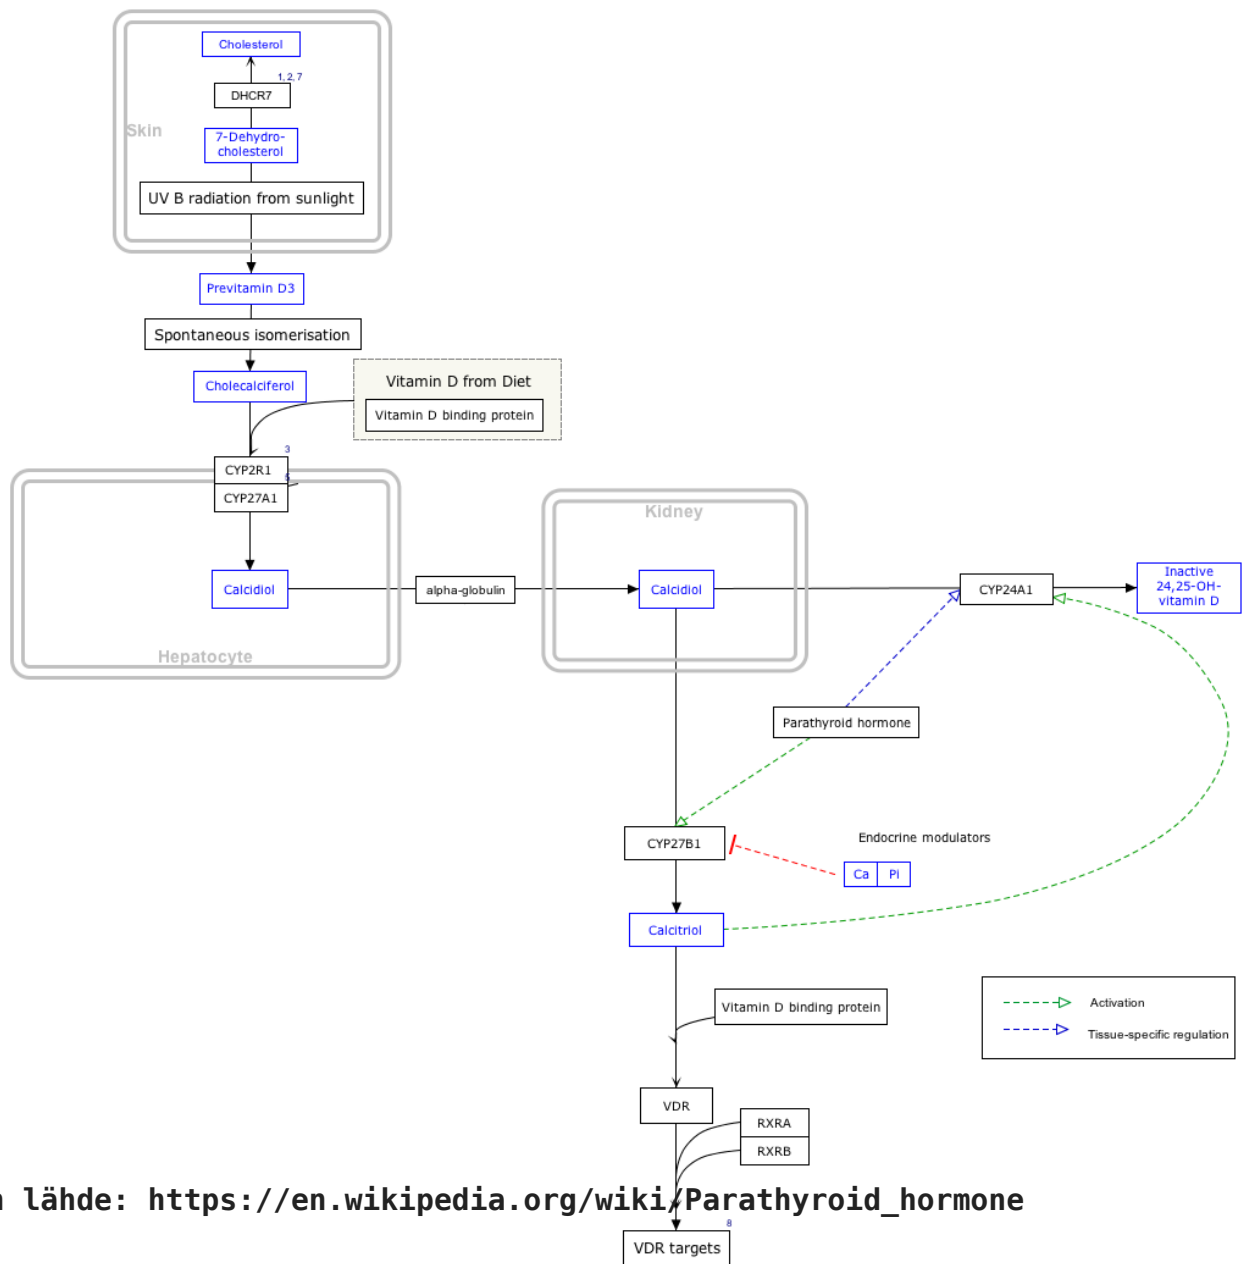 Cholesterol
1, 2, 7
DHCR7
Skin
7-Dehydro-
cholesterol
UV B radiation from sunlight
Previtamin D3
Spontaneous isomerisation
Cholecalciferol
Vitamin D from Diet
Vitamin D binding protein
3
CYP2R1
5
CYP27A1
Kidney
Calcidiol
alpha-globulin
Calcidiol
CYP24A1
Inactive
24,25-OH-
vitamin D
Hepatocyte
Parathyroid hormone
CYP27B1
Endocrine modulators
Ca
Pi
Calcitriol
Vitamin D binding protein
Activation
Tissue-specific regulation
VDR
RXRA
RXRB
lähde: https://en.wikipedia.org/wiki/Parathyroid_hormone
8
VDR targets